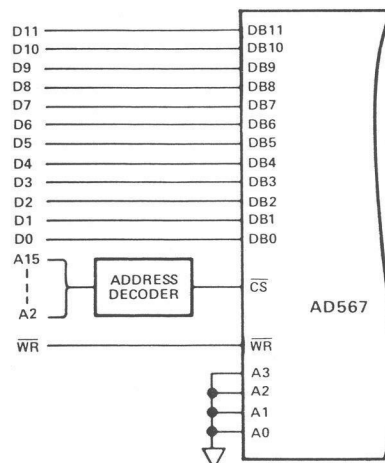 D11 DB11
D10 DB10
D9 DB9
D8 DB8
D7 DB7
D6 DB6
D5 DB5
D4 DB4
D3 DB3
D2 DB2
D1 DB1
D0 DB0
A15
ADDRESS
DECODER
CS
A2
AD567
WR WR
A3
A2
A1
A0